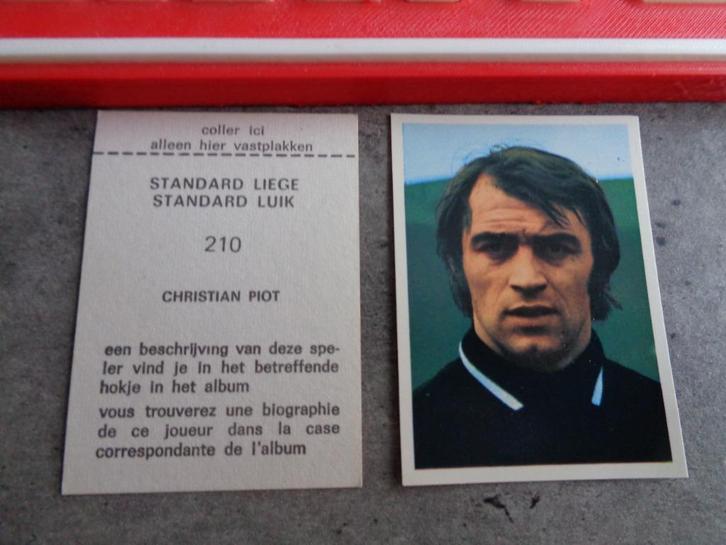 coller ici
alleen hier vastplakken
STANDARD LIEGE
STANDARD LUIK
210
CHRISTIAN PIOT
een beschrijving van deze spe-
ler vind je in het betreffende
hokje in het album
vous trouverez une biographie
de ce joueur dans la case
correspondante de l'album